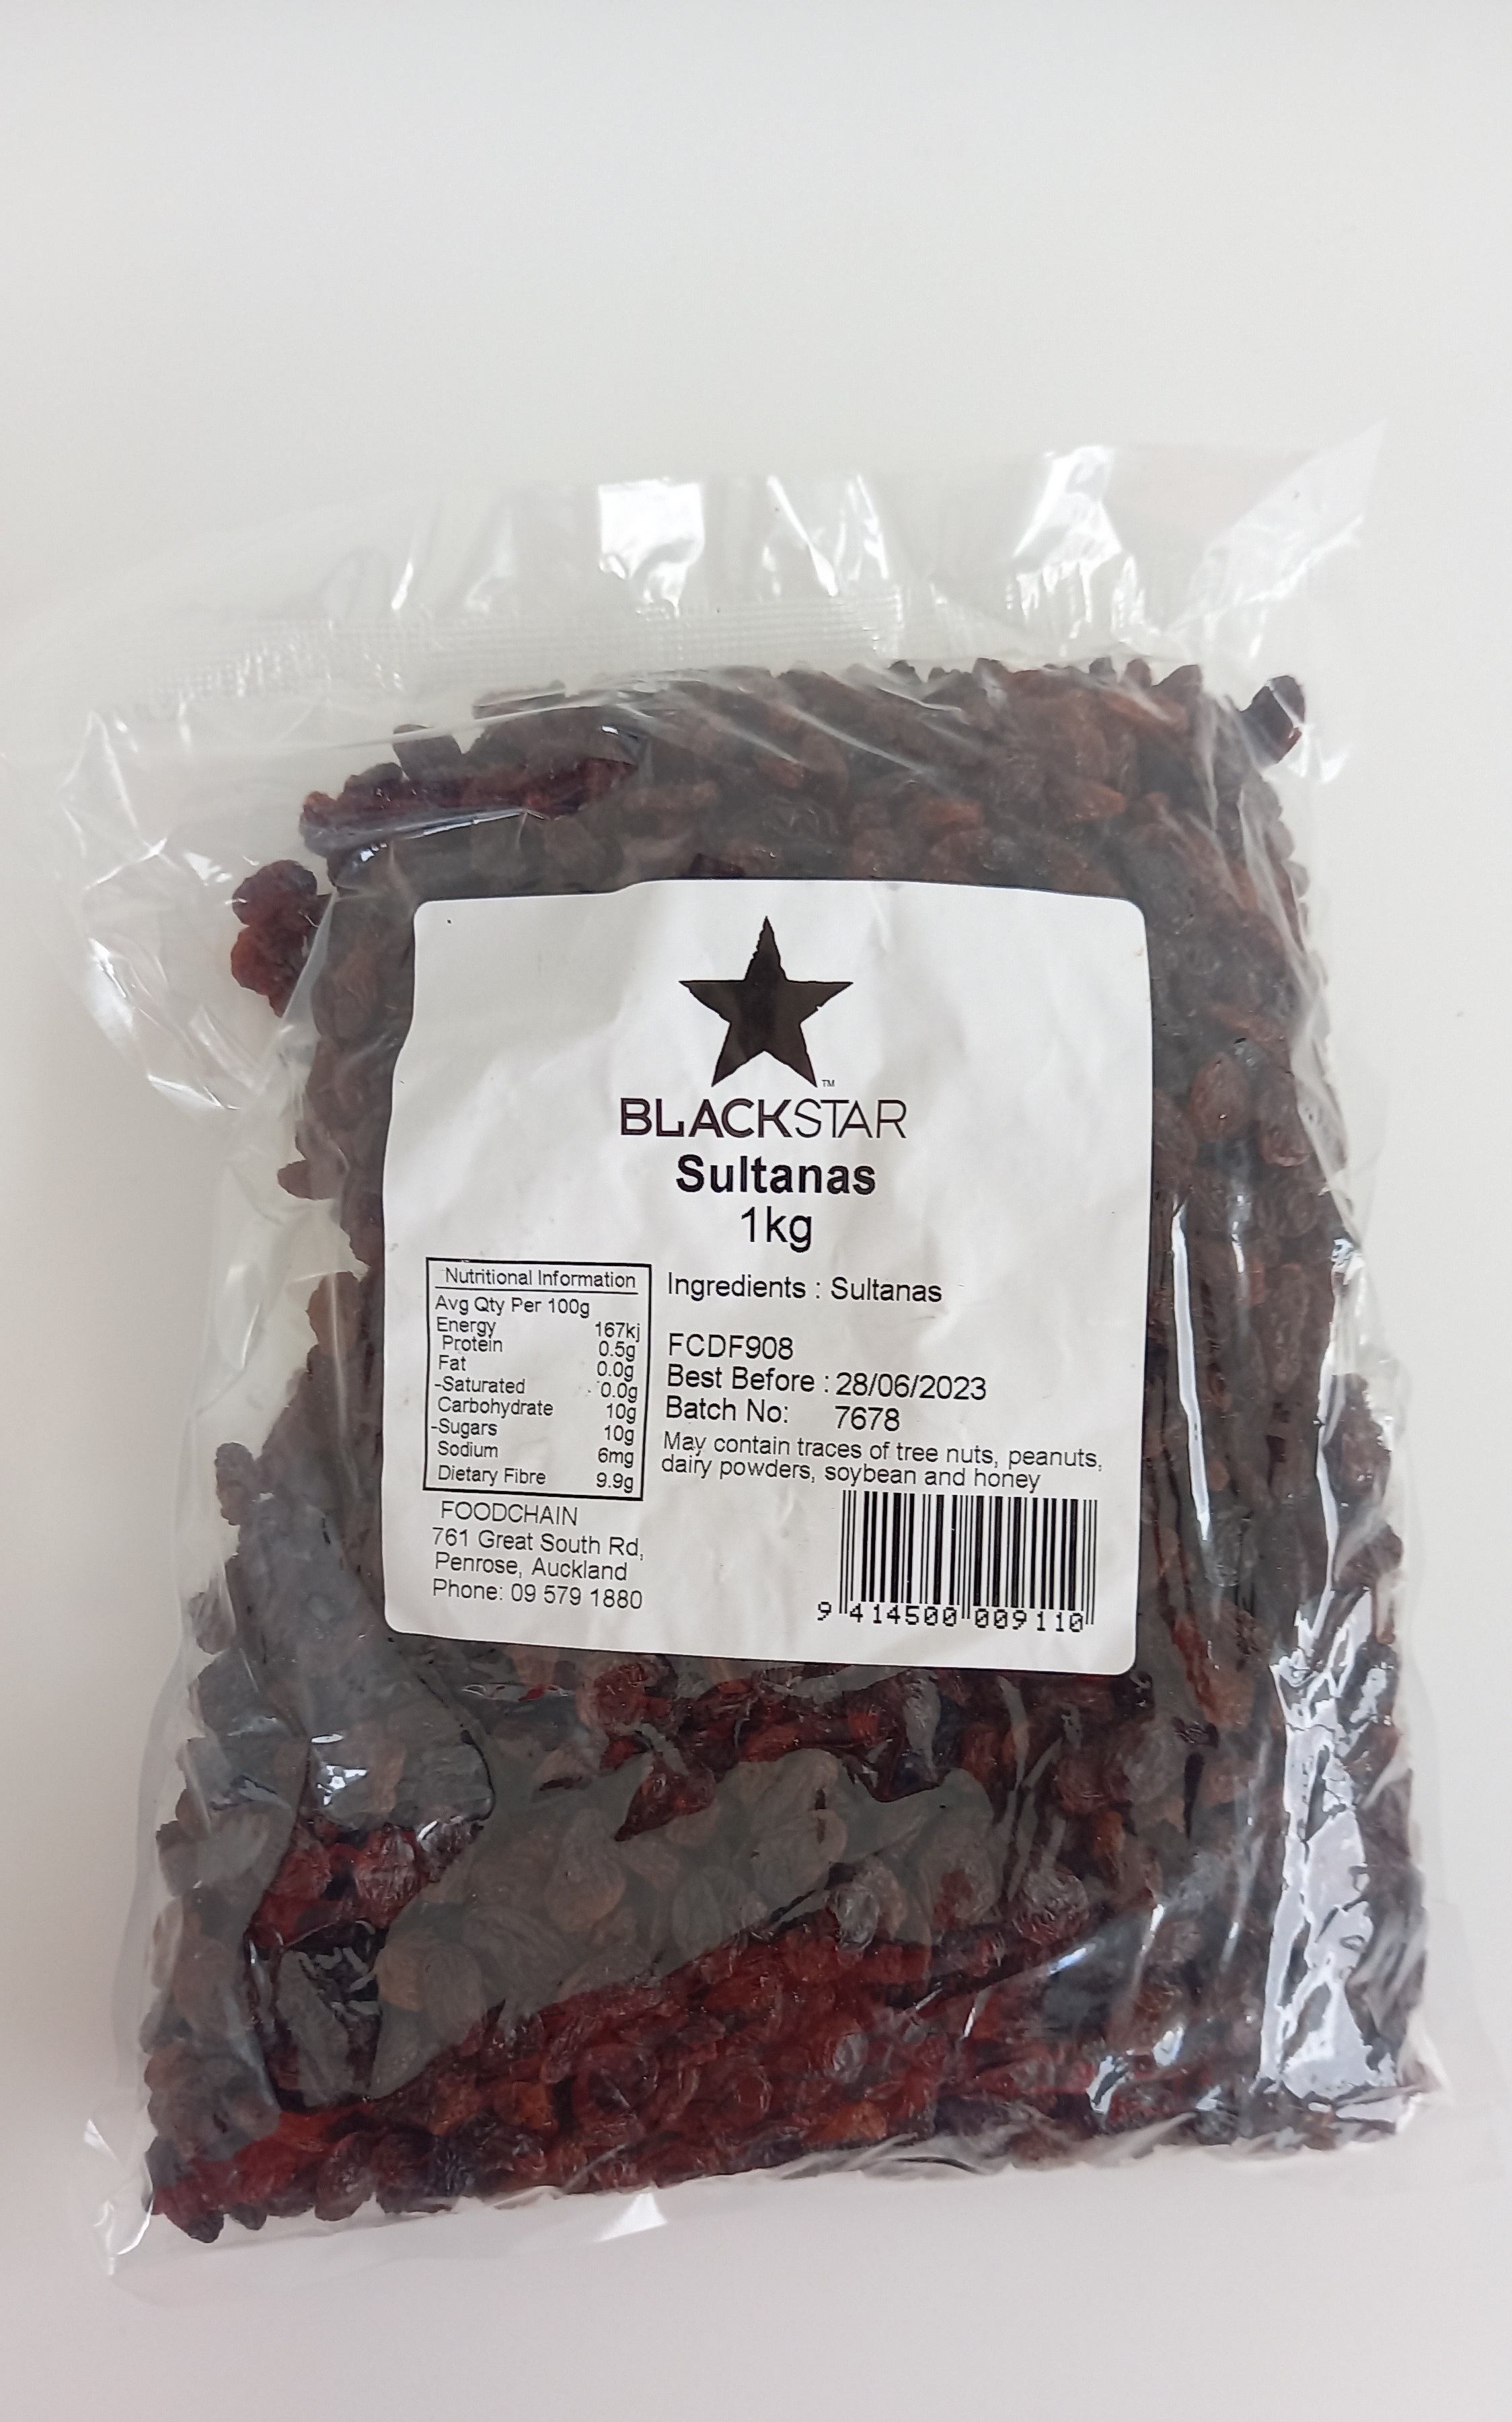 TM
BLACKSTAR
Sultanas
1kg
Nutritional Information
Avg Qty Per 100g
Energy 167kj
Protein 0.5g
Fat 0.0g
-Saturated 0.0g
Carbohydrate 10g
-Sugars 10g
Sodium 6mg
Dietary Fibre 9.9g
Ingredients : Sultanas
FCDF908
Best Before : 28/06/2023
Batch No: 7678
May contain traces of tree nuts, peanuts,
dairy powders, soybean and honey
FOODCHAIN
761 Great South Rd,
Penrose, Auckland
Phone: 09 579 1880
9 414500 009110